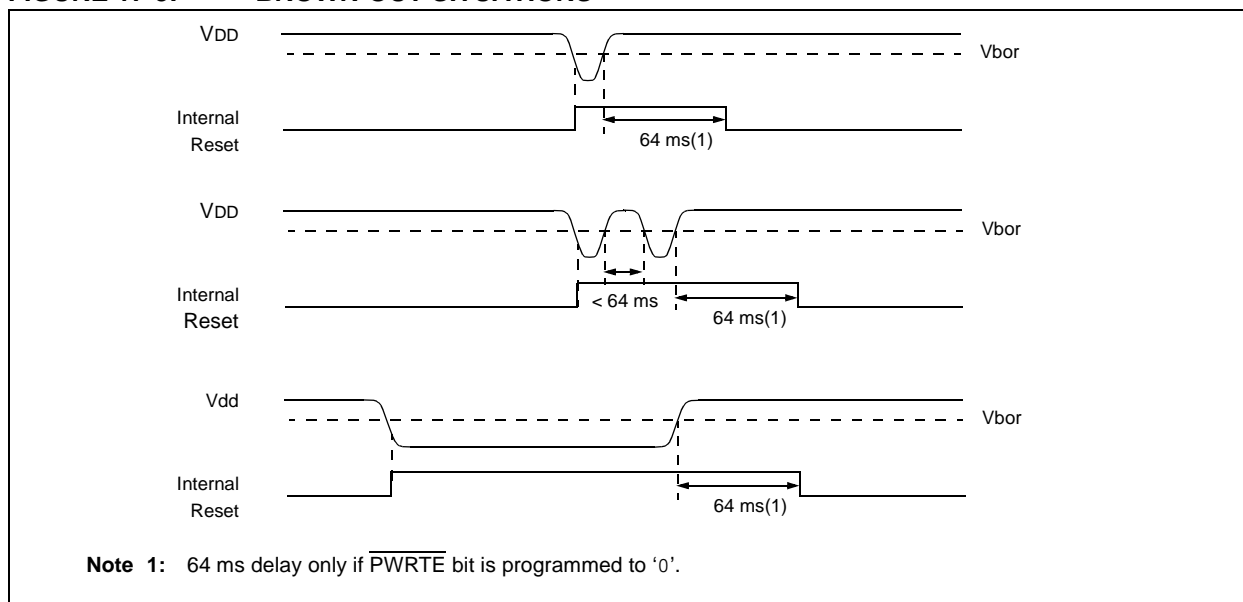 VDD
Vbor
Internal
Reset
64 ms(1)
VDD
Vbor
Internal
Reset
< 64 ms
64 ms(1)
Vdd
Vbor
Internal
Reset
64 ms(1)
Note 1: 64 ms delay only if PWRTE bit is programmed to ‘0’.